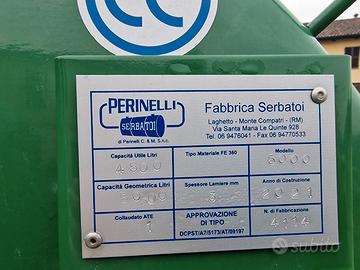 PERINELLI
SERBATOI
di Perinelli C. & M. S.n.c.
Fabbrica Serbatoi
Laghetto - Monte Compatri - (RM)
Via Santa Maria Le Quinte 928
Tel. 06 9476041 - Fax 06 94770533
Capacità Utile Litri
4500
Tipo Materiale FE 360
Modello
5000
Capacità Geometrica Litri
5000
Spessore Lamiere mm
Anno di Costruzione
2021
Collaudato ATE
1
APPROVAZIONE
DI TIPO
DCPST/A7/5173/AT/09197
N. di Fabbricazione
4114
subito